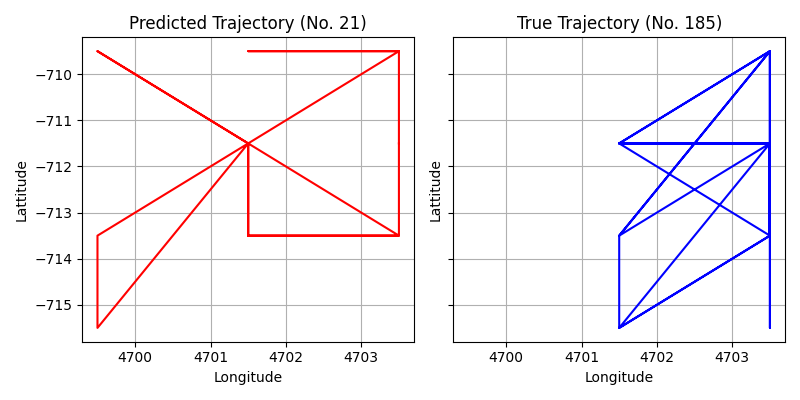 Predicted Trajectory (No. 21)
True Trajectory (No. 185)
Lattitude
−710
−711
−712
−713
−714
−715
4700 4701 4702 4703
Longitude
Lattitude
4700 4701 4702 4703
Longitude